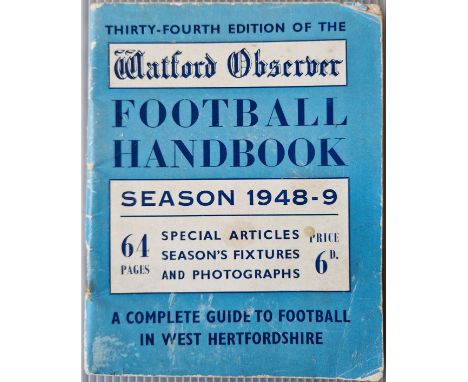 THIRTY-FOURTH EDITION OF THE
Watford Observer
FOOTBALL
HANDBOOK
SEASON 1948-9
64 PAGES
SPECIAL ARTICLES
SEASON'S FIXTURES
AND PHOTOGRAPHS
PRICE
6D.
A COMPLETE GUIDE TO FOOTBALL
IN WEST HERTFORDSHIRE